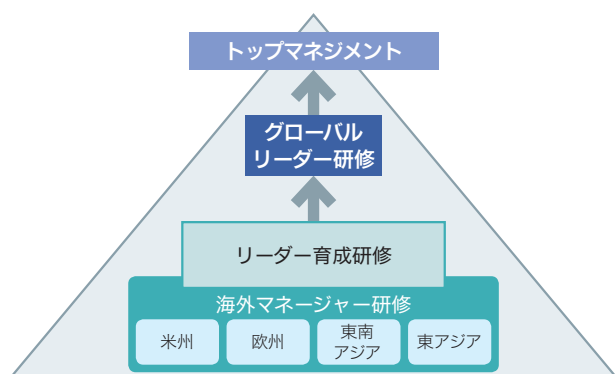 トップマネジメント
グローバル
リーダー研修
リーダー育成研修
海外マネージャー研修
米州
欧州
東南
アジア
東アジア